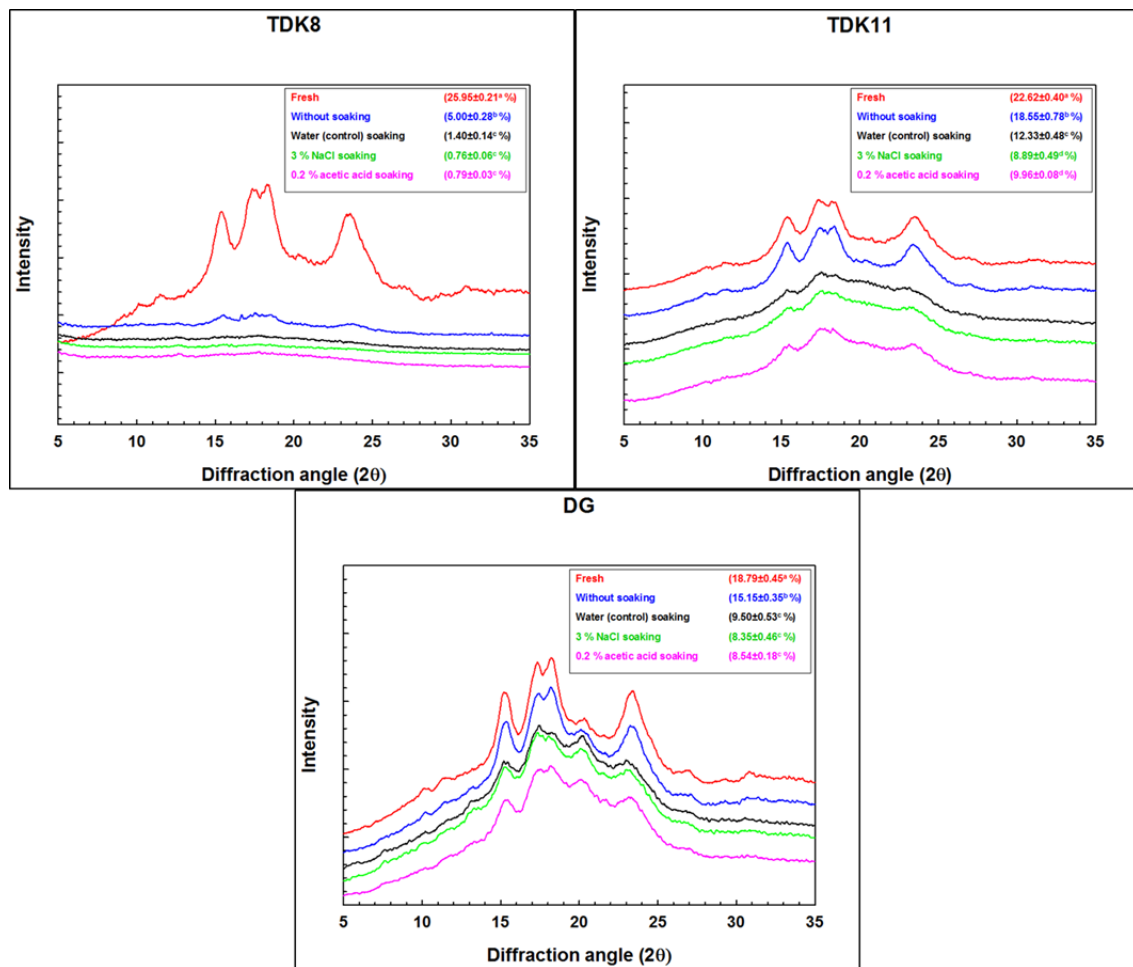 TDK8
Fresh (25.95±0.21ᵃ %)
Without soaking (5.00±0.28ᵇ %)
Water (control) soaking (1.40±0.14ᶜ %)
3 % NaCl soaking (0.76±0.06ᶜ %)
0.2 % acetic acid soaking (0.79±0.03ᶜ %)
Intensity
5 10 15 20 25 30 35
Diffraction angle (2θ)
TDK11
Fresh (22.62±0.40ᵃ %)
Without soaking (18.55±0.78ᵇ %)
Water (control) soaking (12.33±0.48ᶜ %)
3 % NaCl soaking (8.89±0.49ᵈ %)
0.2 % acetic acid soaking (9.96±0.08ᵈ %)
Intensity
5 10 15 20 25 30 35
Diffraction angle (2θ)
DG
Fresh (18.79±0.45ᵃ %)
Without soaking (15.15±0.35ᵇ %)
Water (control) soaking (9.50±0.53ᶜ %)
3 % NaCl soaking (8.35±0.46ᶜ %)
0.2 % acetic acid soaking (8.54±0.18ᶜ %)
Intensity
5 10 15 20 25 30 35
Diffraction angle (2θ)